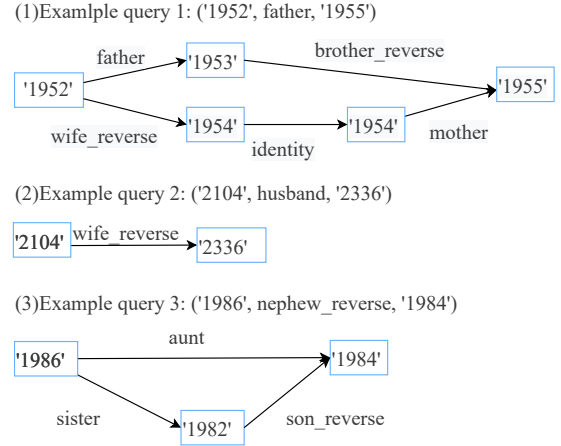 (1)Examlple query 1: ('1952', father, '1955')
father
'1953'
brother_reverse
'1952'
'1955'
wife_reverse
'1954'
identity
'1954'
mother
(2)Example query 2: ('2104', husband, '2336')
'2104'
wife_reverse
'2336'
(3)Example query 3: ('1986', nephew_reverse, '1984')
aunt
'1986'
'1984'
sister
'1982'
son_reverse